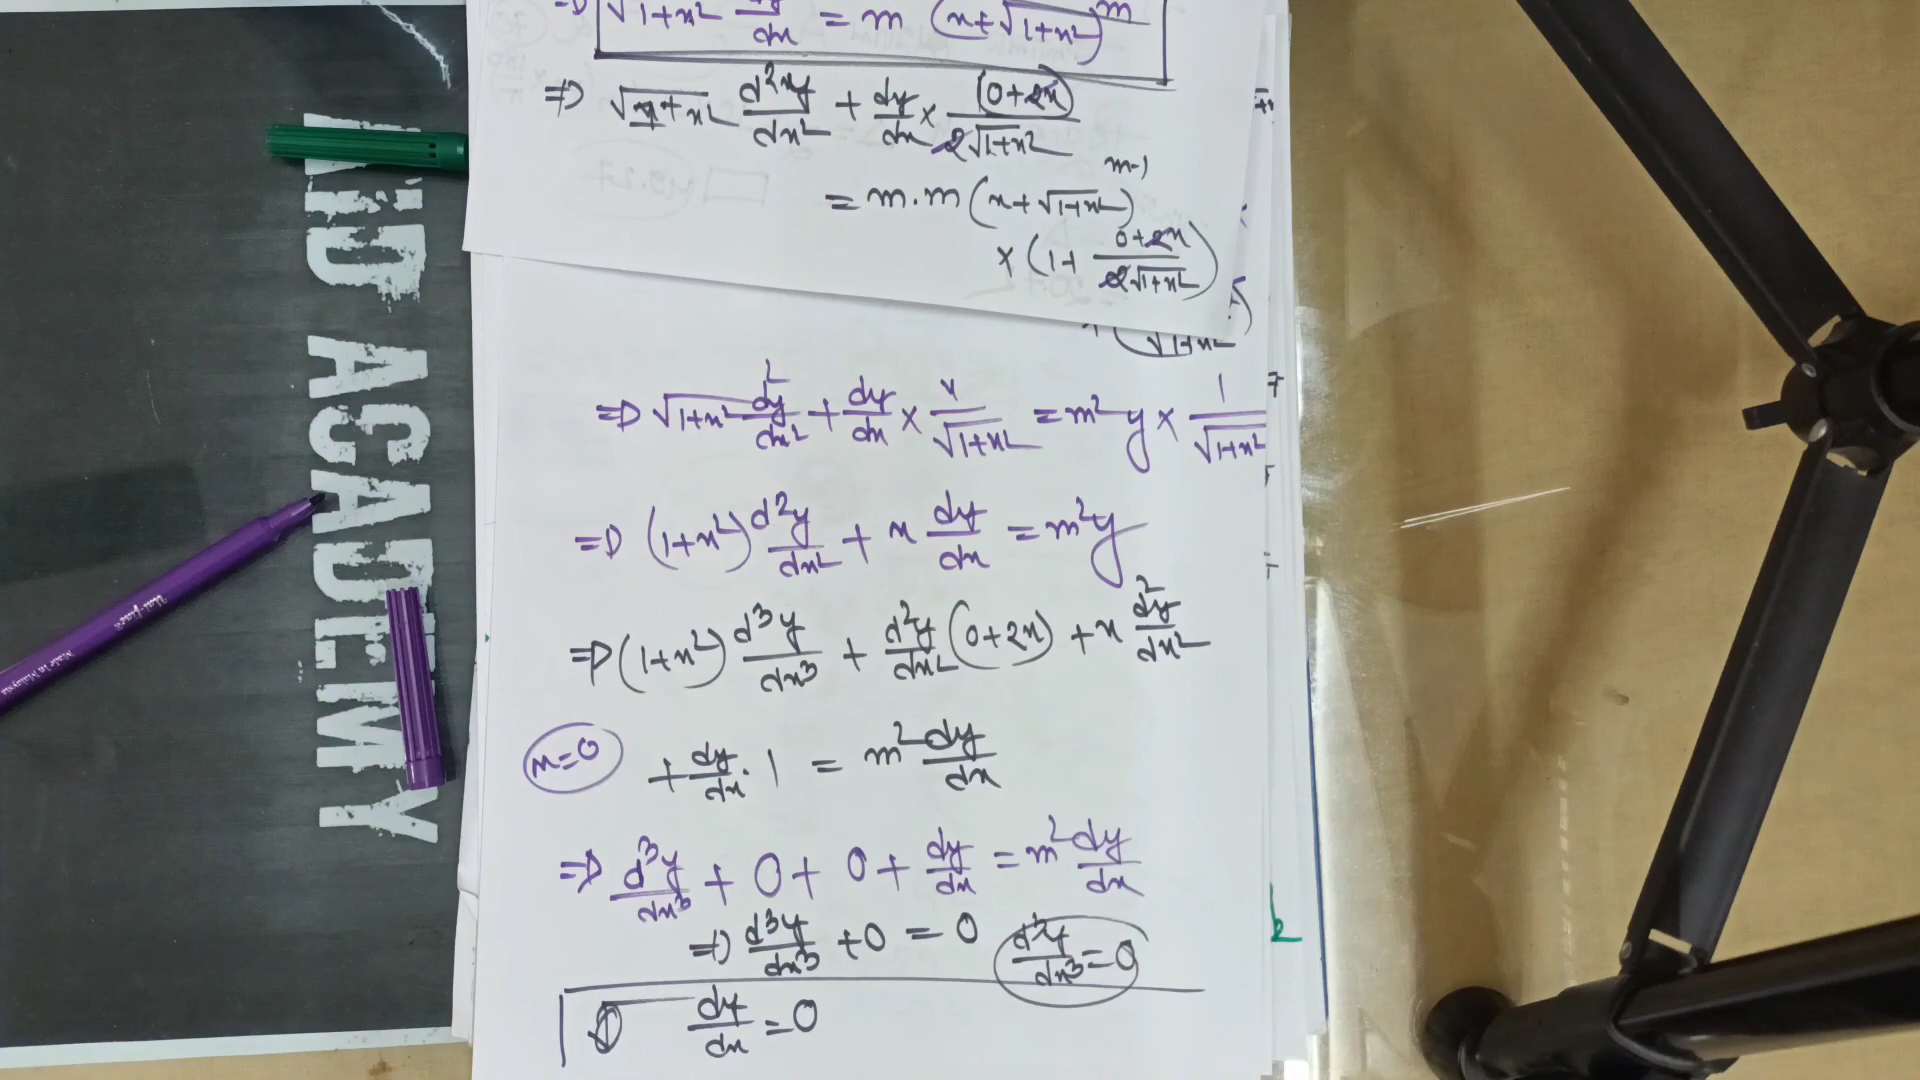 ⇒ √1+x² dy/dx = m (x+√1+x²)^m
⇒ √1+x² d²y/dx² + dy/dx × (0+2x)/2√1+x²
= m.m (x+√1+x²)^m-1
× (1+ 0+2x/2√1+x²)
√1+x²
⇒ √1+x² d²y/dx² + dy/dx × x/√1+x² = m² y × 1/√1+x²
⇒ (1+x²) d²y/dx² + x dy/dx = m²y
⇒ (1+x²) d³y/dx³ + d²y/dx² (0+2x) + x d²y/dx²
x=0 + dy/dx . 1 = m² dy/dx
⇒ d³y/dx³ + 0 + 0 + dy/dx = m² dy/dx
⇒ d³y/dx³ + 0 = 0 d³y/dx³ = 0
dy/dx = 0
ACADEMY